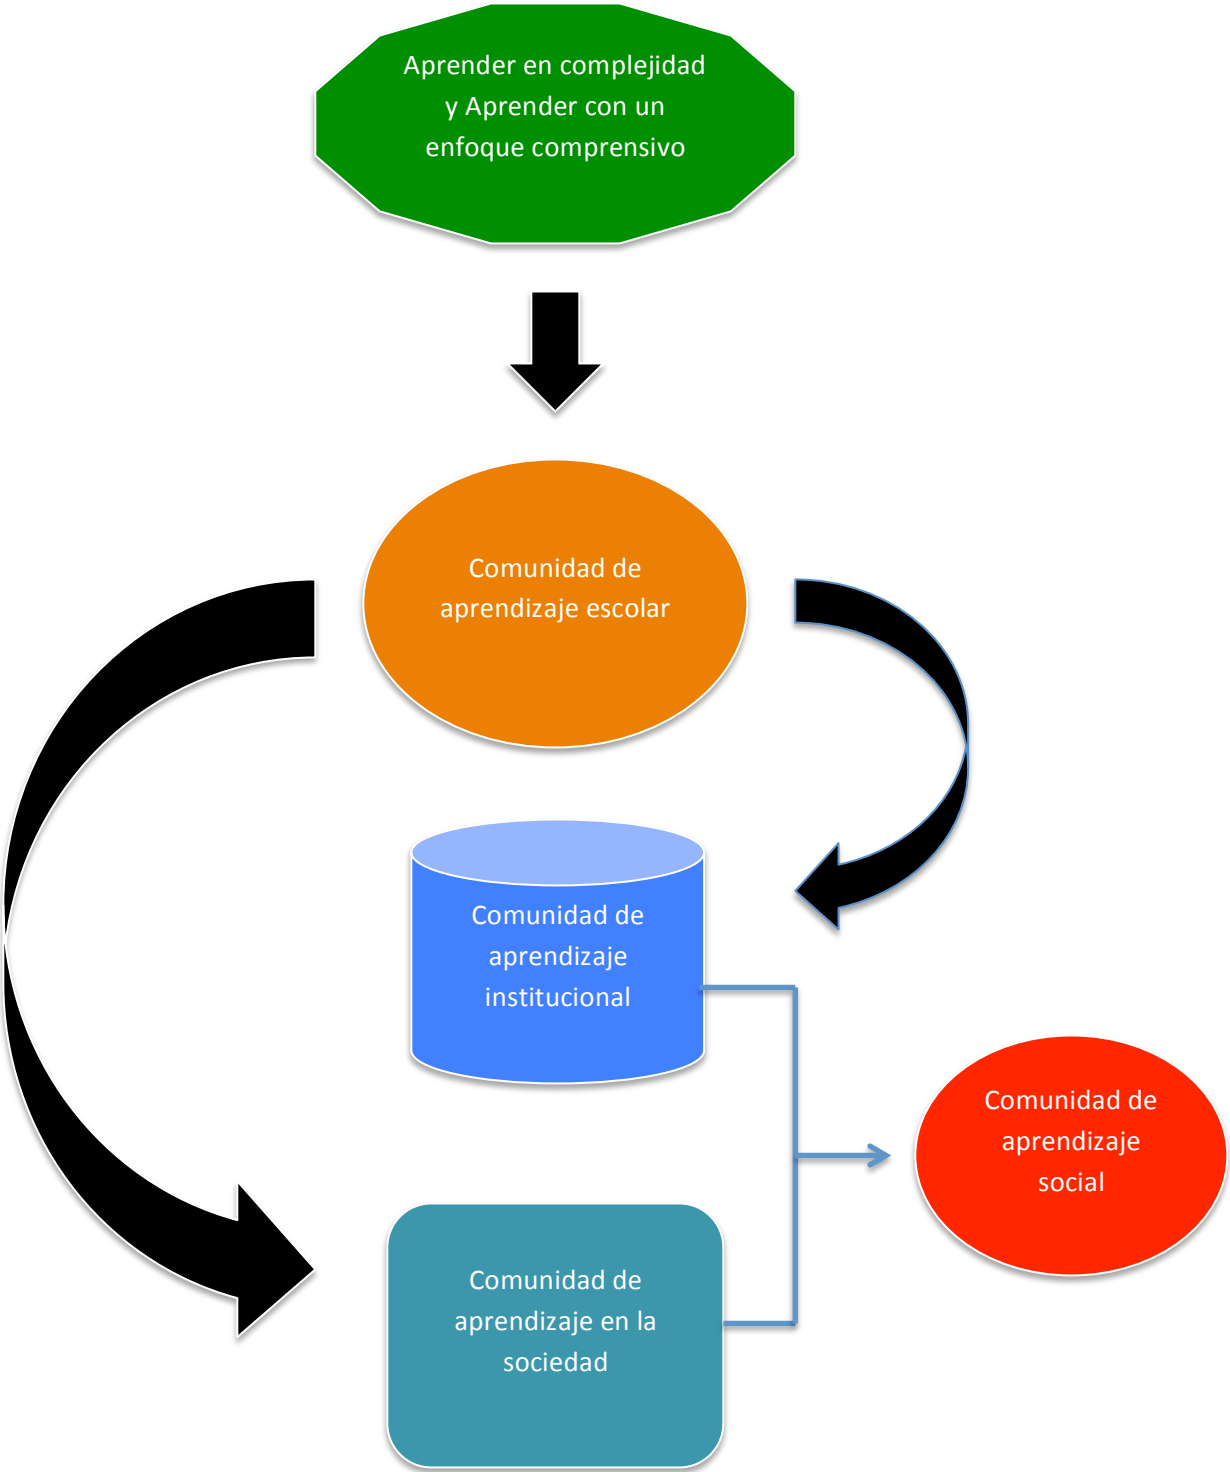 Aprender en complejidad
y Aprender con un
enfoque comprensivo
Comunidad de
aprendizaje escolar
Comunidad de
aprendizaje
institucional
Comunidad de
aprendizaje
social
Comunidad de
aprendizaje en la
sociedad